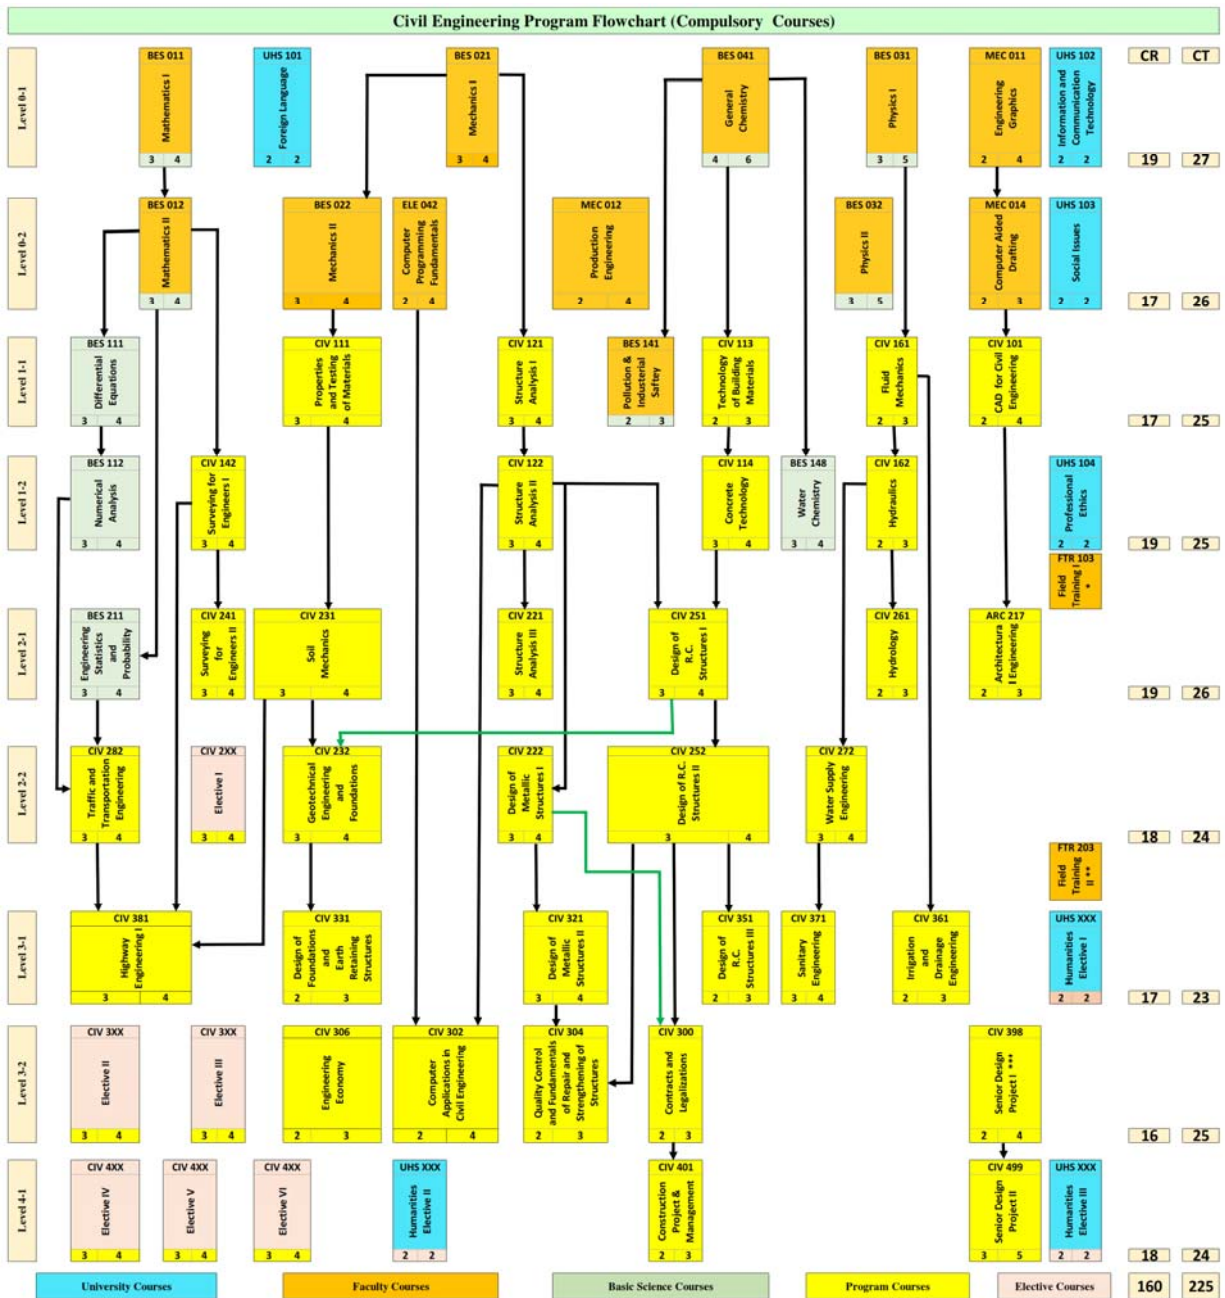 Civil Engineering Program Flowchart (Compulsory Courses)
Level 0-1
BES 011
Mathematics I
3 4
UHS 101
Foreign Language
2 2
BES 021
Mechanics I
3 4
BES 041
General
Chemistry
4 6
BES 031
Physics I
3 5
MEC 011
Engineering
Graphics
2 4
UHS 102
Information and
Communication
Technology
2 2
CR
CT
19
27
Level 0-2
BES 012
Mathematics II
3 4
BES 022
Mechanics II
3 4
ELE 042
Computer
Programming
Fundamentals
2 4
MEC 012
Production
Engineering
2 4
BES 032
Physics II
3 5
MEC 014
Computer Aided
Drafting
2 3
UHS 103
Social Issues
2 2
17
26
Level 1-1
BES 111
Differential
Equations
3 4
CIV 111
Properties
and Testing
of Materials
3 4
CIV 121
Structure
Analysis I
3 4
BES 141
Pollution &
Industerial
Saftey
2 3
CIV 113
Technology
of Building
Materials
2 3
CIV 161
Fluid
Mechanics
2 3
CIV 101
CAD for Civil
Engineering
2 4
17
25
Level 1-2
BES 112
Numerical
Analysis
3 4
CIV 142
Surveying for
Engineers I
3 4
CIV 122
Structure
Analysis II
3 4
CIV 114
Concrete
Technology
3 4
BES 148
Water
Chemistry
3 4
CIV 162
Hydraulics
2 3
UHS 104
Professional
Ethics
2 2
19
25
FTR 103
Field
Training I
*
Level 2-1
BES 211
Engineering
Statistics
and
Probability
3 4
CIV 241
Surveying
for
Engineers II
3 4
CIV 231
Soil
Mechanics
3 4
CIV 221
Structure
Analysis III
3 4
CIV 251
Design of
R.C.
Structures I
3 4
CIV 261
Hydrology
2 3
ARC 217
Architectura
l Engineering
2 3
19
26
Level 2-2
CIV 282
Traffic and
Transportation
Engineering
3 4
CIV 2XX
Elective I
3 4
CIV 232
Geotechnical
Engineering
and
Foundations
3 4
CIV 222
Design of
Metallic
Structures I
3 4
CIV 252
Design of R.C.
Structures II
3 4
CIV 272
Water Supply
Engineering
3 4
18
24
FTR 203
Field
Training
II **
Level 3-1
CIV 381
Highway
Engineering I
3 4
CIV 331
Design of
Foundations
and
Earth
Retaining
Structures
2 3
CIV 321
Design of
Metallic
Structures II
3 4
CIV 351
Design of
R.C.
Structures III
2 3
CIV 371
Sanitary
Engineering
3 4
CIV 361
Irrigation
and
Drainage
Engineering
2 3
UHS XXX
Humanities
Elective I
2 2
17
23
Level 3-2
CIV 3XX
Elective II
3 4
CIV 3XX
Elective III
3 4
CIV 306
Engineering
Economy
2 3
CIV 302
Computer
Applications in
Civil Engineering
2 4
CIV 304
Quality Control
and Fundamentals
of Repair and
Strengthening of
Structures
2 3
CIV 300
Contracts and
Legalizations
2 3
CIV 398
Senior Design
Project I ***
2 4
16
25
Level 4-1
CIV 4XX
Elective IV
3 4
CIV 4XX
Elective V
3 4
CIV 4XX
Elective VI
3 4
UHS XXX
Humanities
Elective II
2 2
CIV 401
Construction
Project &
Management
2 3
CIV 499
Senior Design
Project II
3 5
UHS XXX
Humanities
Elective III
2 2
18
24
University Courses
Faculty Courses
Basic Science Courses
Program Courses
Elective Courses
160
225